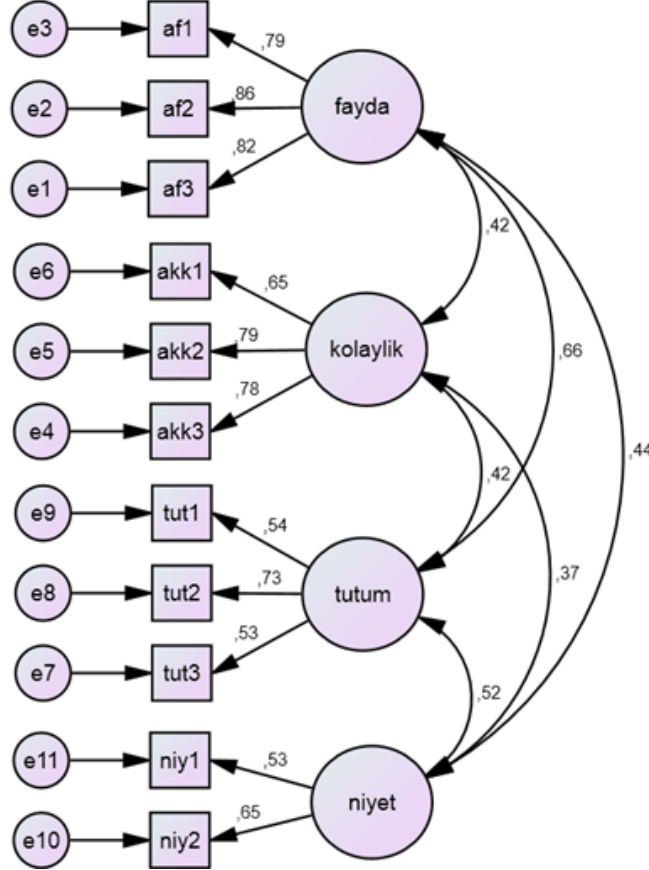 e3
af1
,79
e2
af2
,86
fayda
e1
af3
,82
,42
e6
akk1
,65
e5
akk2
,79
kolaylik
,66
e4
akk3
,78
,44
e9
tut1
,54
,42
e8
tut2
,73
tutum
,37
e7
tut3
,53
,52
e11
niy1
,53
niyet
e10
niy2
,65